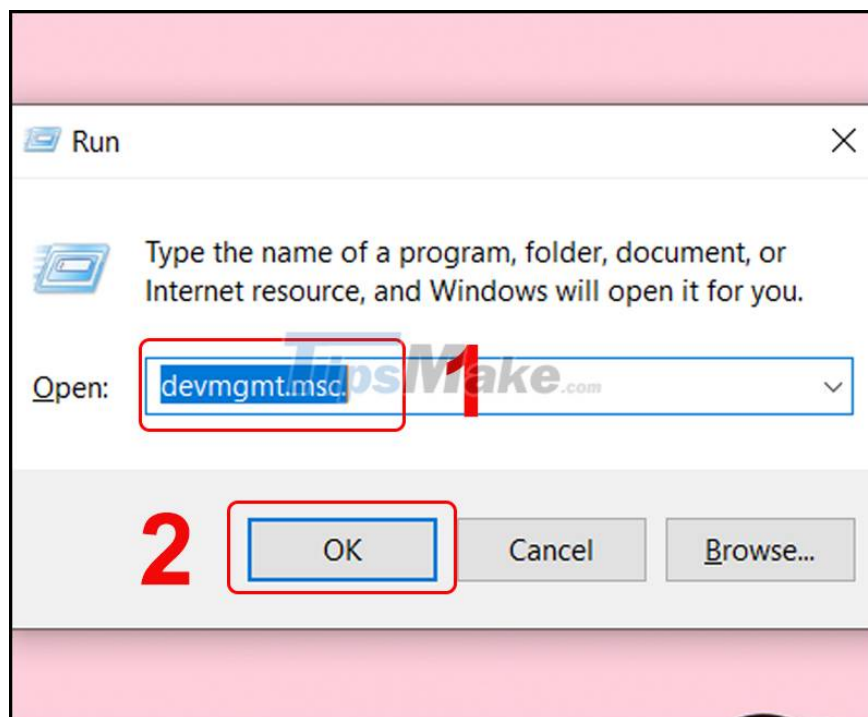 Run
Type the name of a program, folder, document, or
Internet resource, and Windows will open it for you.
Open: devmgmt.msc. 1
TipsMake.com
2 OK Cancel Browse...